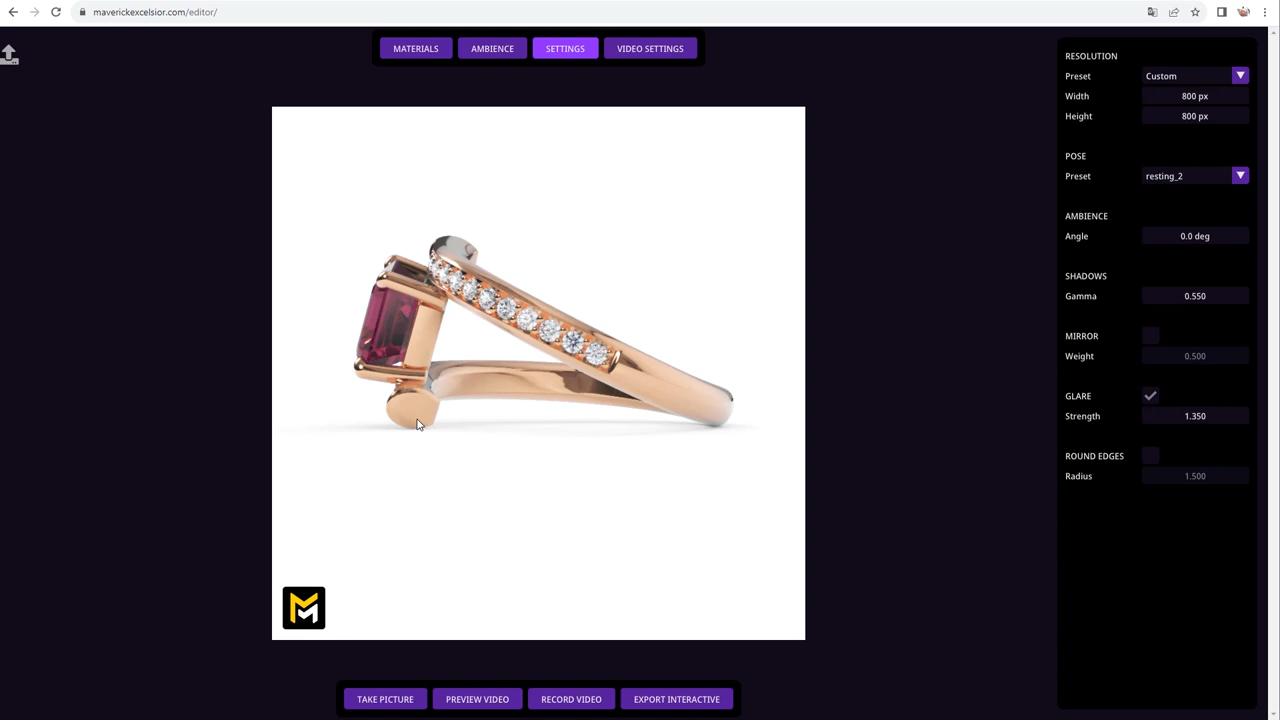 maverickexcelsior.com/editor/
MATERIALS
AMBIENCE
SETTINGS
VIDEO SETTINGS
RESOLUTION
Preset Custom
Width 800 px
Height 800 px
POSE
Preset resting_2
AMBIENCE
Angle 0.0 deg
SHADOWS
Gamma 0.550
MIRROR
Weight 0.500
GLARE
Strength 1.350
ROUND EDGES
Radius 1.500
TAKE PICTURE
PREVIEW VIDEO
RECORD VIDEO
EXPORT INTERACTIVE